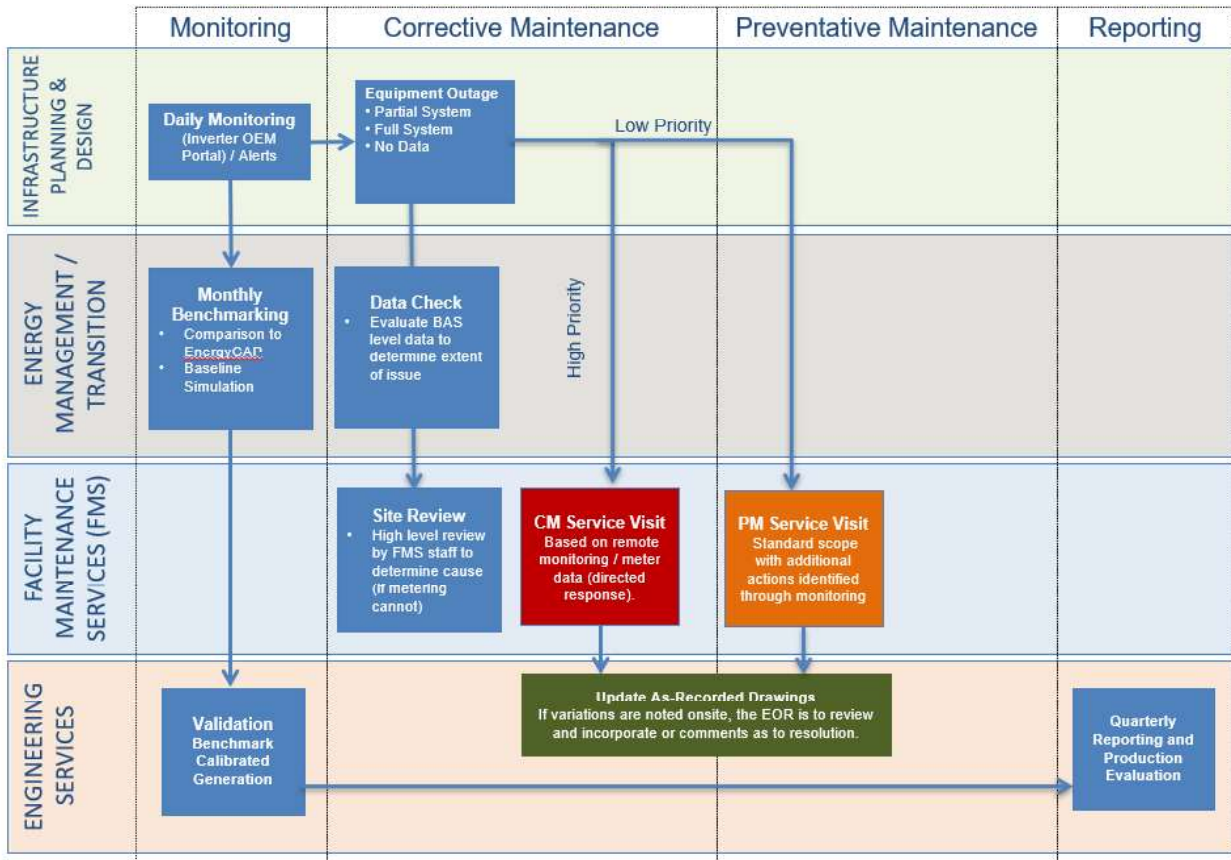 Monitoring
Corrective Maintenance
Preventative Maintenance
Reporting
INFRASTRUCTURE
PLANNING &
DESIGN
Daily Monitoring
(Inverter OEM
Portal) / Alerts
Equipment Outage
• Partial System
• Full System
• No Data
Low Priority
High Priority
ENERGY
MANAGEMENT /
TRANSITION
Monthly
Benchmarking
• Comparison to
EnergyCAP
• Baseline
Simulation
Data Check
• Evaluate BAS
level data to
determine extent
of issue
FACILITY
MAINTENANCE
SERVICES (FMS)
Site Review
• High level review
by FMS staff to
determine cause
(if metering
cannot)
CM Service Visit
Based on remote
monitoring / meter
data (directed
response).
PM Service Visit
Standard scope
with additional
actions identified
through monitoring
ENGINEERING
SERVICES
Validation
Benchmark
Calibrated
Generation
Update As-Recorded Drawings
If variations are noted onsite, the EOR is to review
and incorporate or comments as to resolution.
Quarterly
Reporting and
Production
Evaluation